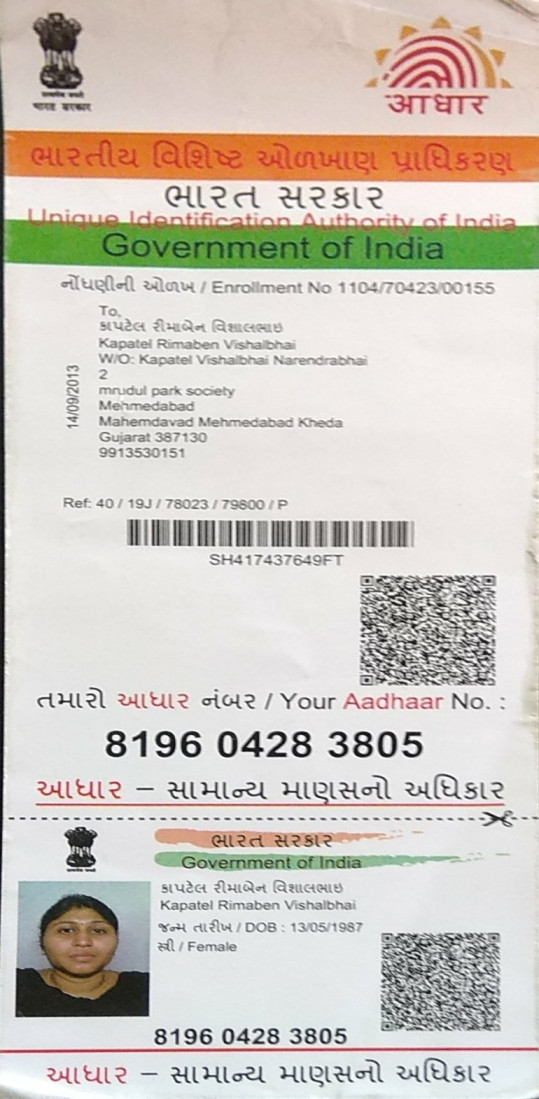 भारत सरकार
આધાર
ભારતીય વિશિષ્ટ ઓળખાણ પ્રાધિકરણ
ભારત સરકાર
Unique Identification Authority of India
Government of India
નોંધણીની ઓળખ / Enrollment No 1104/70423/00155
14/09/2013
To,
કાપટેલ રીમાબેન વિશાલભાઇ
Kapatel Rimaben Vishalbhai
W/O: Kapatel Vishalbhai Narendrabhai
2
mrudul park society
Mehmedabad
Mahemdavad Mehmedabad Kheda
Gujarat 387130
9913530151
Ref: 40 / 19J / 78023 / 79800 / P
SH417437649FT
તમારો આધાર નંબર / Your Aadhaar No. :
8196 0428 3805
આધાર – સામાન્ય માણસનો અધિકાર
ભારત સરકાર
Government of India
કાપટેલ રીમાબેન વિશાલભાઇ
Kapatel Rimaben Vishalbhai
જન્મ તારીખ / DOB : 13/05/1987
સ્ત્રી / Female
8196 0428 3805
આધાર – સામાન્ય માણસનો અધિકાર